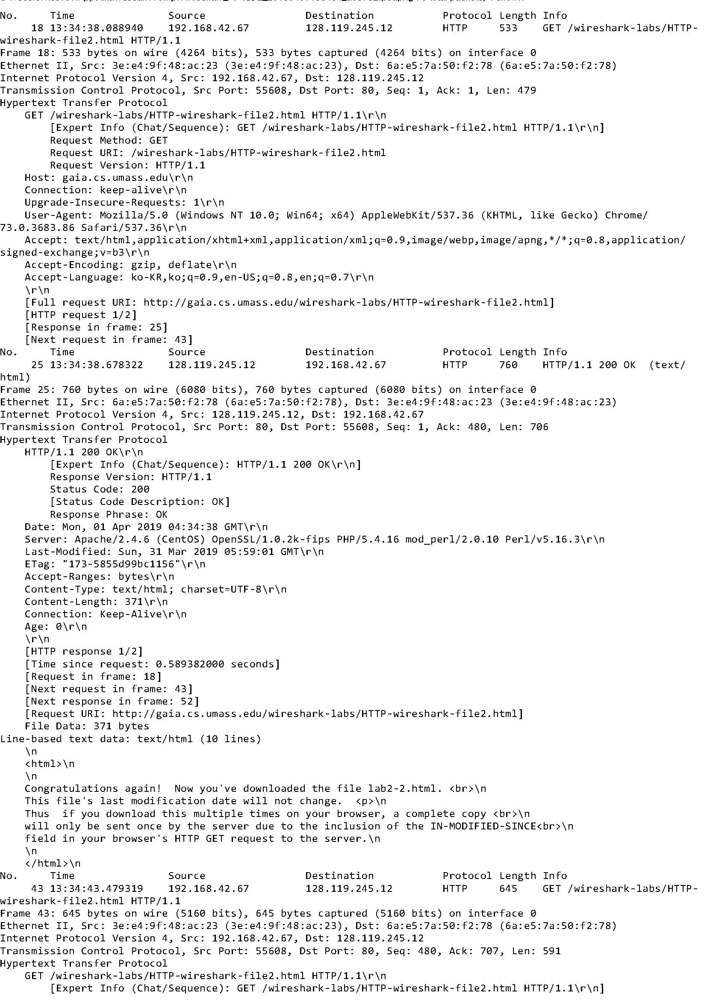 No.     Time               Source                Destination           Protocol Length Info
     18 13:34:38.088940    192.168.42.67         128.119.245.12        HTTP     533    GET /wireshark-labs/HTTP-
wireshark-file2.html HTTP/1.1
Frame 18: 533 bytes on wire (4264 bits), 533 bytes captured (4264 bits) on interface 0
Ethernet II, Src: 3e:e4:9f:48:ac:23 (3e:e4:9f:48:ac:23), Dst: 6a:e5:7a:50:f2:78 (6a:e5:7a:50:f2:78)
Internet Protocol Version 4, Src: 192.168.42.67, Dst: 128.119.245.12
Transmission Control Protocol, Src Port: 55608, Dst Port: 80, Seq: 1, Ack: 1, Len: 479
Hypertext Transfer Protocol
    GET /wireshark-labs/HTTP-wireshark-file2.html HTTP/1.1\r\n
        [Expert Info (Chat/Sequence): GET /wireshark-labs/HTTP-wireshark-file2.html HTTP/1.1\r\n]
        Request Method: GET
        Request URI: /wireshark-labs/HTTP-wireshark-file2.html
        Request Version: HTTP/1.1
    Host: gaia.cs.umass.edu\r\n
    Connection: keep-alive\r\n
    Upgrade-Insecure-Requests: 1\r\n
    User-Agent: Mozilla/5.0 (Windows NT 10.0; Win64; x64) AppleWebKit/537.36 (KHTML, like Gecko) Chrome/
73.0.3683.86 Safari/537.36\r\n
    Accept: text/html,application/xhtml+xml,application/xml;q=0.9,image/webp,image/apng,*/*;q=0.8,application/
signed-exchange;v=b3\r\n
    Accept-Encoding: gzip, deflate\r\n
    Accept-Language: ko-KR,ko;q=0.9,en-US;q=0.8,en;q=0.7\r\n
    \r\n
    [Full request URI: http://gaia.cs.umass.edu/wireshark-labs/HTTP-wireshark-file2.html]
    [HTTP request 1/2]
    [Response in frame: 25]
    [Next request in frame: 43]
No.     Time               Source                Destination           Protocol Length Info
     25 13:34:38.678322    128.119.245.12        192.168.42.67         HTTP     760    HTTP/1.1 200 OK  (text/
html)
Frame 25: 760 bytes on wire (6080 bits), 760 bytes captured (6080 bits) on interface 0
Ethernet II, Src: 6a:e5:7a:50:f2:78 (6a:e5:7a:50:f2:78), Dst: 3e:e4:9f:48:ac:23 (3e:e4:9f:48:ac:23)
Internet Protocol Version 4, Src: 128.119.245.12, Dst: 192.168.42.67
Transmission Control Protocol, Src Port: 80, Dst Port: 55608, Seq: 1, Ack: 480, Len: 706
Hypertext Transfer Protocol
    HTTP/1.1 200 OK\r\n
        [Expert Info (Chat/Sequence): HTTP/1.1 200 OK\r\n]
        Response Version: HTTP/1.1
        Status Code: 200
        [Status Code Description: OK]
        Response Phrase: OK
    Date: Mon, 01 Apr 2019 04:34:38 GMT\r\n
    Server: Apache/2.4.6 (CentOS) OpenSSL/1.0.2k-fips PHP/5.4.16 mod_perl/2.0.10 Perl/v5.16.3\r\n
    Last-Modified: Sun, 31 Mar 2019 05:59:01 GMT\r\n
    ETag: "173-5855d99bc1156"\r\n
    Accept-Ranges: bytes\r\n
    Content-Type: text/html; charset=UTF-8\r\n
    Content-Length: 371\r\n
    Connection: Keep-Alive\r\n
    Age: 0\r\n
    \r\n
    [HTTP response 1/2]
    [Time since request: 0.589382000 seconds]
    [Request in frame: 18]
    [Next request in frame: 43]
    [Next response in frame: 52]
    [Request URI: http://gaia.cs.umass.edu/wireshark-labs/HTTP-wireshark-file2.html]
    File Data: 371 bytes
Line-based text data: text/html (10 lines)
    \n
    <html>\n
    \n
    Congratulations again!  Now you've downloaded the file lab2-2.html. <br>\n
    This file's last modification date will not change.  <p>\n
    Thus  if you download this multiple times on your browser, a complete copy <br>\n
    will only be sent once by the server due to the inclusion of the IN-MODIFIED-SINCE<br>\n
    field in your browser's HTTP GET request to the server.\n
    \n
    </html>\n
No.     Time               Source                Destination           Protocol Length Info
     43 13:34:43.479319    192.168.42.67         128.119.245.12        HTTP     645    GET /wireshark-labs/HTTP-
wireshark-file2.html HTTP/1.1
Frame 43: 645 bytes on wire (5160 bits), 645 bytes captured (5160 bits) on interface 0
Ethernet II, Src: 3e:e4:9f:48:ac:23 (3e:e4:9f:48:ac:23), Dst: 6a:e5:7a:50:f2:78 (6a:e5:7a:50:f2:78)
Internet Protocol Version 4, Src: 192.168.42.67, Dst: 128.119.245.12
Transmission Control Protocol, Src Port: 55608, Dst Port: 80, Seq: 480, Ack: 707, Len: 591
Hypertext Transfer Protocol
    GET /wireshark-labs/HTTP-wireshark-file2.html HTTP/1.1\r\n
        [Expert Info (Chat/Sequence): GET /wireshark-labs/HTTP-wireshark-file2.html HTTP/1.1\r\n]